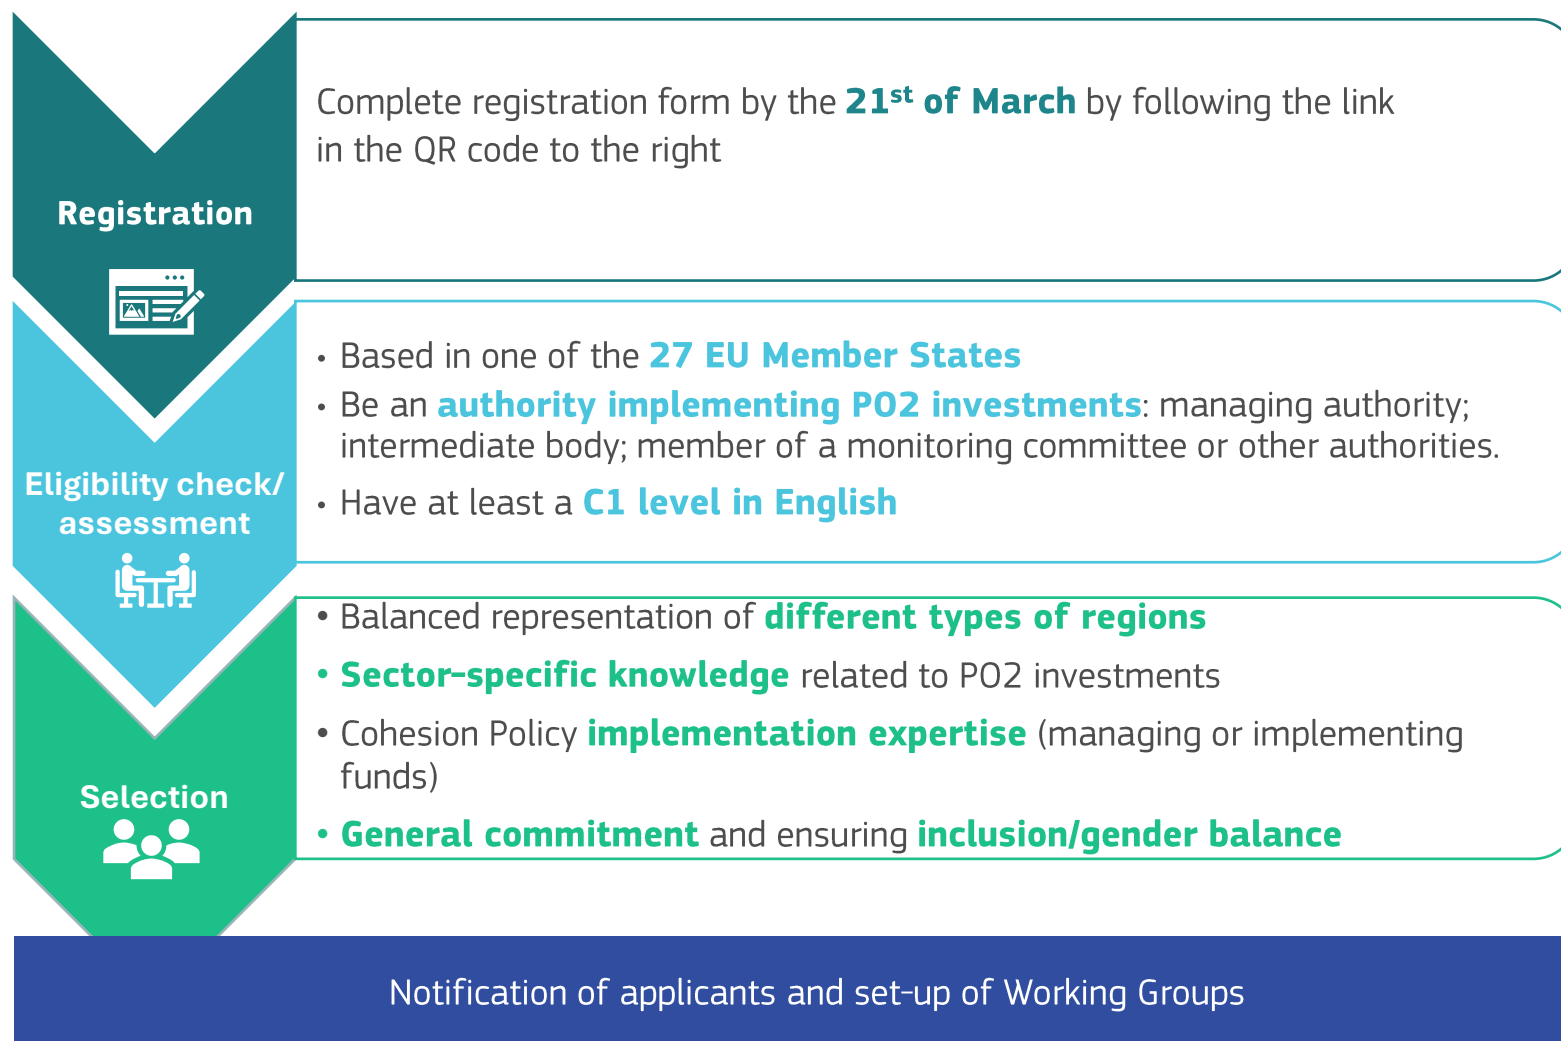 Complete registration form by the 21st of March by following the link
in the QR code to the right
Registration
• Based in one of the 27 EU Member States
• Be an authority implementing PO2 investments: managing authority;
intermediate body; member of a monitoring committee or other authorities.
• Have at least a C1 level in English
Eligibility check/
assessment
• Balanced representation of different types of regions
• Sector-specific knowledge related to PO2 investments
• Cohesion Policy implementation expertise (managing or implementing
funds)
• General commitment and ensuring inclusion/gender balance
Selection
Notification of applicants and set-up of Working Groups